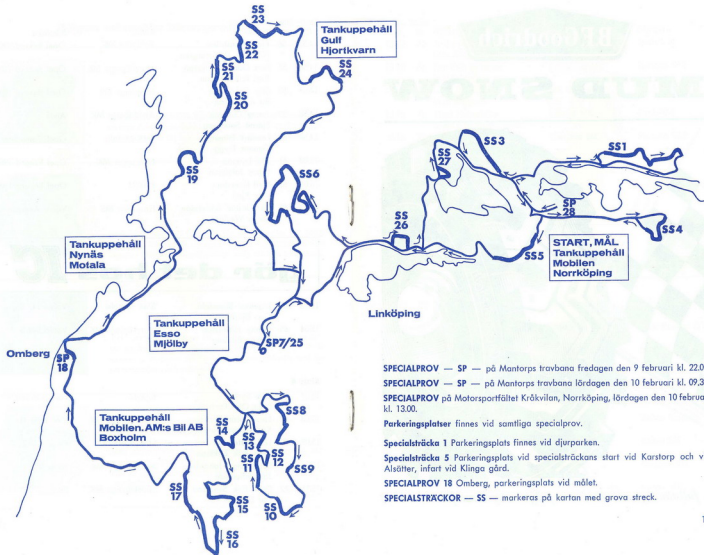 SS
23
SS
22
SS
21
SS
20
Tankuppehåll
Gulf
Hjortkvarn
SS
24
SS
19
SS6
SS
27
SS3
SS1
SP
28
SS4
SS5
SS
26
START, MÅL
Tankuppehåll
Mobilen
Norrköping
Tankuppehåll
Nynäs
Motala
Linköping
Tankuppehåll
Esso
Mjölby
SP7/25
Omberg
SP
18
Tankuppehåll
Mobilen. AM:s Bil AB
Boxholm
SS
14
SS
13
SS8
SS
12
SS
11
SS9
SS
10
SS
17
SS
15
SS
16
SPECIALPROV — SP — på Mantorps travbana fredagen den 9 februari kl. 22.0
SPECIALPROV — SP — på Mantorps travbana lördagen den 10 februari kl. 09,3
SPECIALPROV på Motorsportfältet Kråkvilan, Norrköping, lördagen den 10 februa
kl. 13.00.
Parkeringsplatser finnes vid samtliga specialprov.
Specialsträcka 1 Parkeringsplats finnes vid djurparken.
Specialsträcka 5 Parkeringsplats vid specialsträckans start vid Karstorp och v
Alsätter, infart vid Klinga gård.
SPECIALPROV 18 Omberg, parkeringsplats vid målet.
SPECIALSTRÄCKOR — SS — markeras på kartan med grova streck.